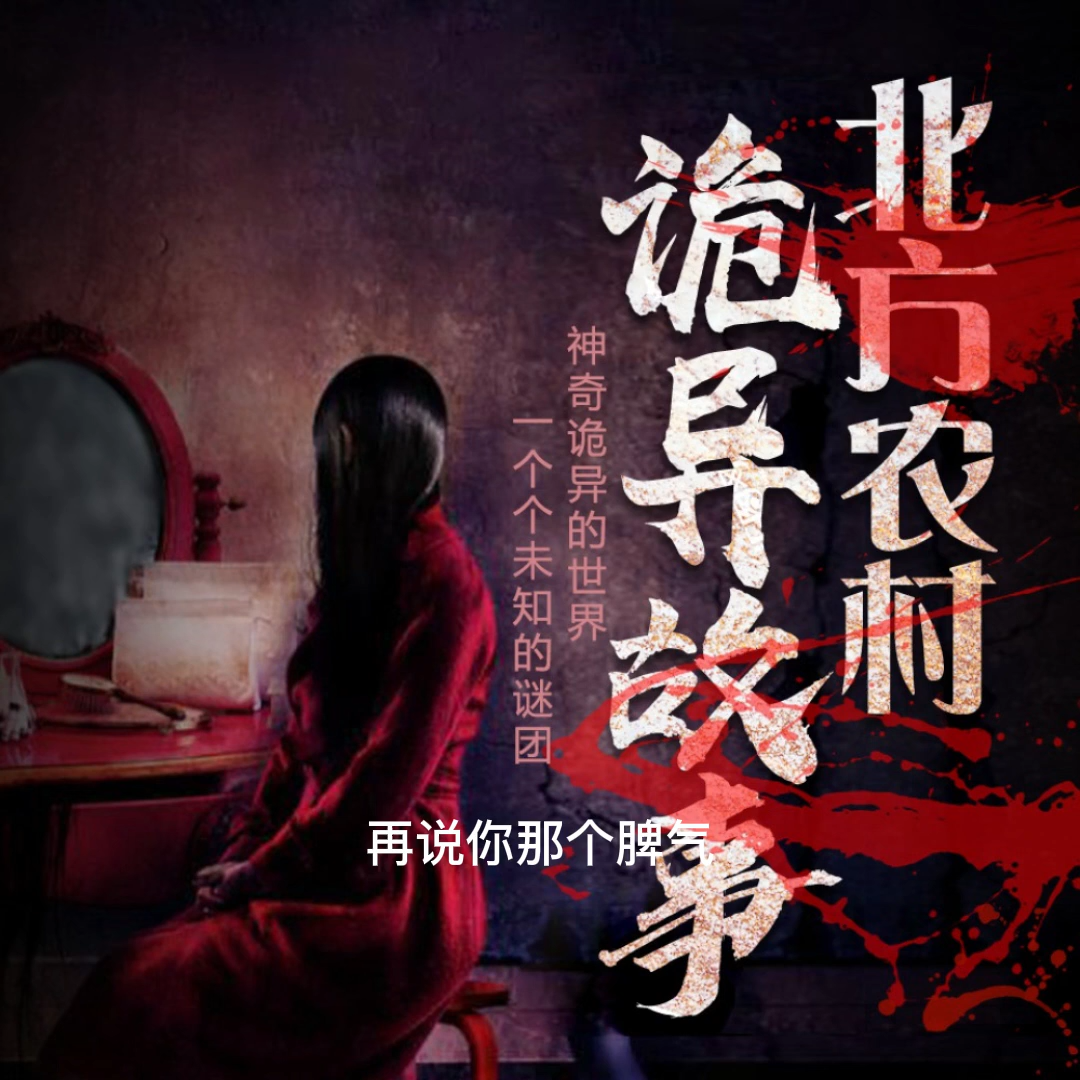 北方农村
诡异故事
神奇诡异的世界
一个个未知的谜团
再说你那个脾气